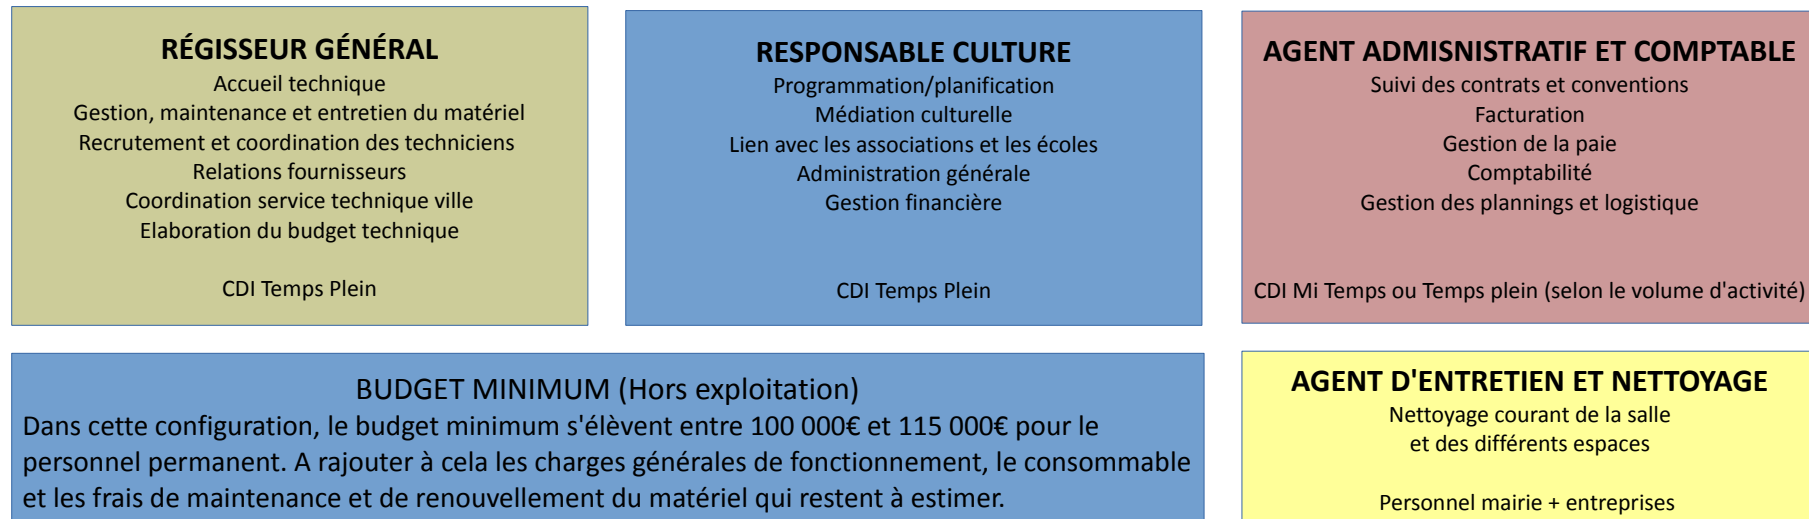 RÉGISSEUR GÉNÉRAL
Accueil technique
Gestion, maintenance et entretien du matériel
Recrutement et coordination des techniciens
Relations fournisseurs
Coordination service technique ville
Elaboration du budget technique
CDI Temps Plein
RESPONSABLE CULTURE
Programmation/planification
Médiation culturelle
Lien avec les associations et les écoles
Administration générale
Gestion financière
CDI Temps Plein
AGENT ADMISNISTRATIF ET COMPTABLE
Suivi des contrats et conventions
Facturation
Gestion de la paie
Comptabilité
Gestion des plannings et logistique
CDI Mi Temps ou Temps plein (selon le volume d'activité)
BUDGET MINIMUM (Hors exploitation)
Dans cette configuration, le budget minimum s'élèvent entre 100 000€ et 115 000€ pour le
personnel permanent. A rajouter à cela les charges générales de fonctionnement, le consommable
et les frais de maintenance et de renouvellement du matériel qui restent à estimer.
AGENT D'ENTRETIEN ET NETTOYAGE
Nettoyage courant de la salle
et des différents espaces
Personnel mairie + entreprises